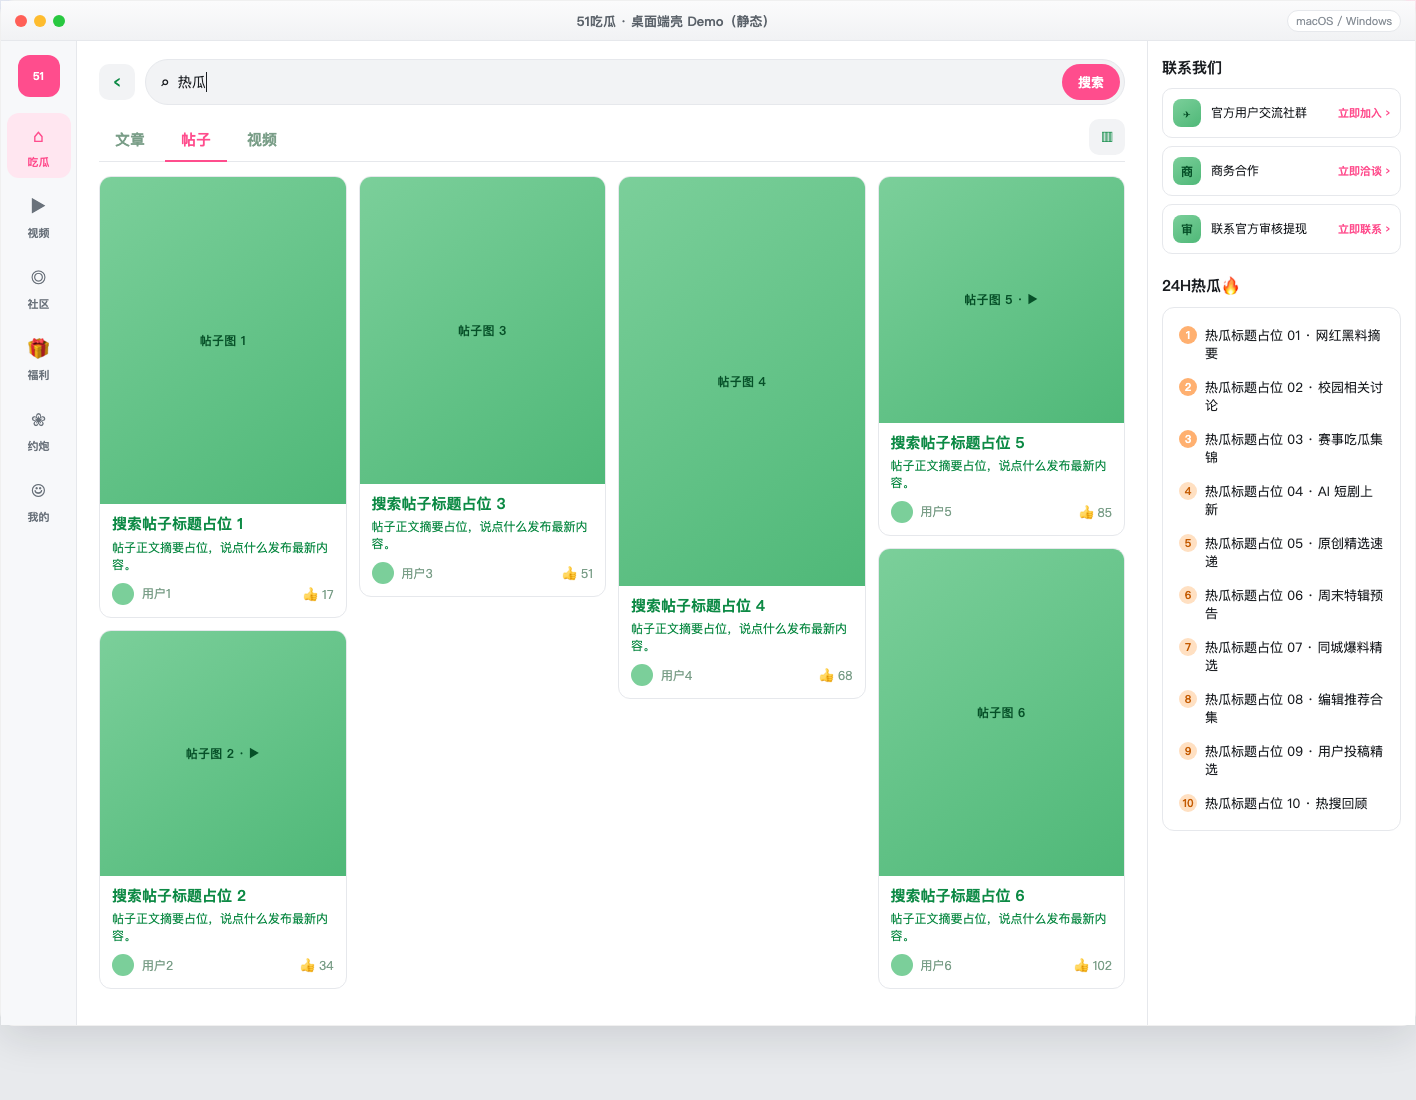 51吃瓜 · 桌面端壳 Demo（静态）
macOS / Windows
51
吃瓜
视频
社区
福利
约炮
我的
热瓜
搜索
文章
帖子
视频
帖子图 1
搜索帖子标题占位 1
帖子正文摘要占位，说点什么发布最新内
容。
用户1
👍 17
帖子图 2 · ▶
搜索帖子标题占位 2
帖子正文摘要占位，说点什么发布最新内
容。
用户2
👍 34
帖子图 3
搜索帖子标题占位 3
帖子正文摘要占位，说点什么发布最新内
容。
用户3
👍 51
帖子图 4
搜索帖子标题占位 4
帖子正文摘要占位，说点什么发布最新内
容。
用户4
👍 68
帖子图 5 · ▶
搜索帖子标题占位 5
帖子正文摘要占位，说点什么发布最新内
容。
用户5
👍 85
帖子图 6
搜索帖子标题占位 6
帖子正文摘要占位，说点什么发布最新内
容。
用户6
👍 102
联系我们
官方用户交流社群
立即加入 ›
商
商务合作
立即洽谈 ›
审
联系官方审核提现
立即联系 ›
24H热瓜🔥
1 热瓜标题占位 01 · 网红黑料摘
要
2 热瓜标题占位 02 · 校园相关讨
论
3 热瓜标题占位 03 · 赛事吃瓜集
锦
4 热瓜标题占位 04 · AI 短剧上
新
5 热瓜标题占位 05 · 原创精选速
递
6 热瓜标题占位 06 · 周末特辑预
告
7 热瓜标题占位 07 · 同城爆料精
选
8 热瓜标题占位 08 · 编辑推荐合
集
9 热瓜标题占位 09 · 用户投稿精
选
10 热瓜标题占位 10 · 热搜回顾